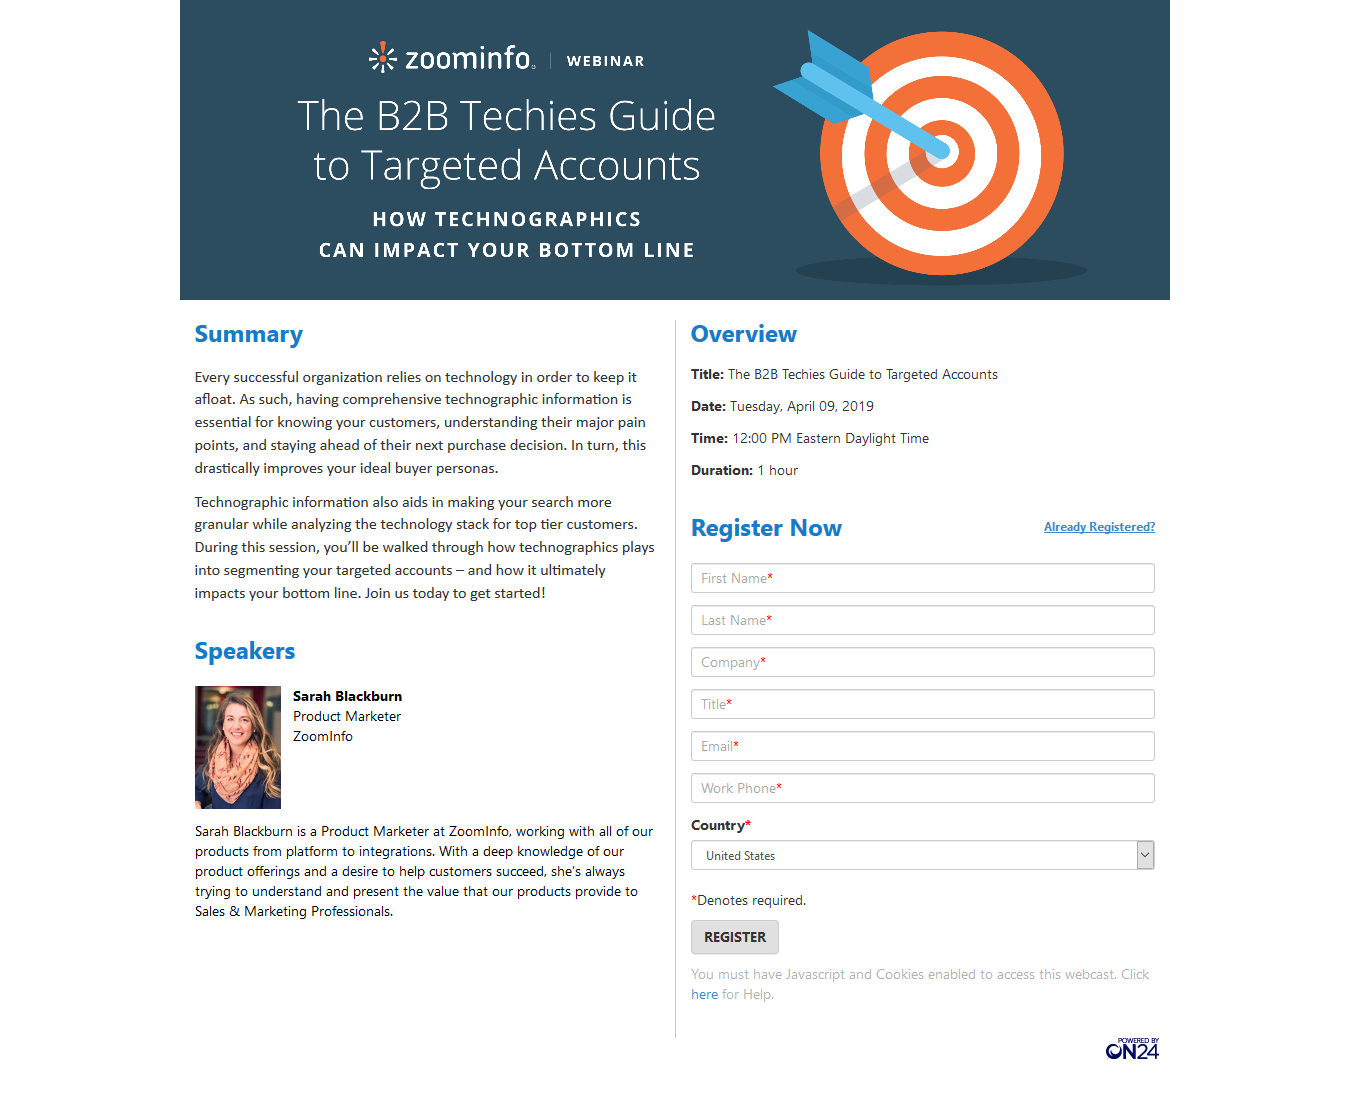 zoominfo
WEBINAR
The B2B Techies Guide
to Targeted Accounts
HOW TECHNOGRAPHICS
CAN IMPACT YOUR BOTTOM LINE
Summary
Every successful organization relies on technology in order to keep it
afloat. As such, having comprehensive technographic information is
essential for knowing your customers, understanding their major pain
points, and staying ahead of their next purchase decision. In turn, this
drastically improves your ideal buyer personas.
Technographic information also aids in making your search more
granular while analyzing the technology stack for top tier customers.
During this session, you’ll be walked through how technographics plays
into segmenting your targeted accounts – and how it ultimately
impacts your bottom line. Join us today to get started!
Speakers
Sarah Blackburn
Product Marketer
ZoomInfo
Sarah Blackburn is a Product Marketer at ZoomInfo, working with all of our
products from platform to integrations. With a deep knowledge of our
product offerings and a desire to help customers succeed, she’s always
trying to understand and present the value that our products provide to
Sales & Marketing Professionals.
Overview
Title: The B2B Techies Guide to Targeted Accounts
Date: Tuesday, April 09, 2019
Time: 12:00 PM Eastern Daylight Time
Duration: 1 hour
Register Now
Already Registered?
First Name*
Last Name*
Company*
Title*
Email*
Work Phone*
Country*
United States
*Denotes required.
REGISTER
You must have Javascript and Cookies enabled to access this webcast. Click
here for Help.
POWERED BY
ON24